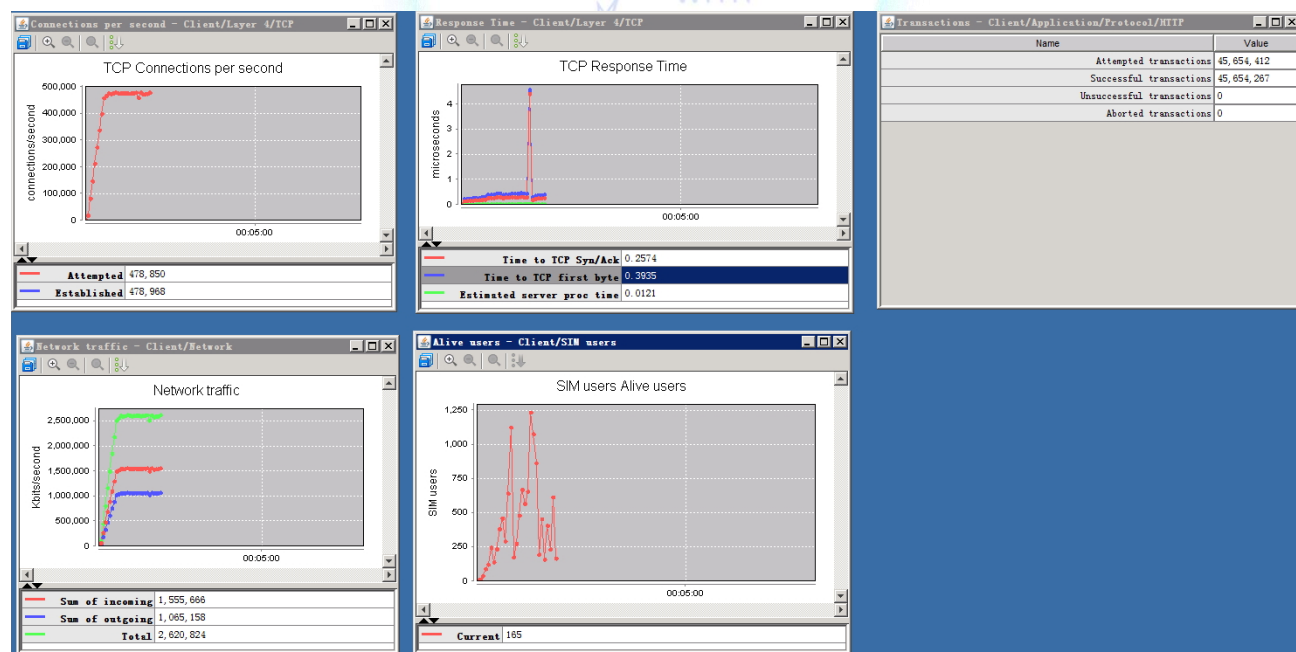 Connections per second - Client/Layer 4/TCP
TCP Connections per second
connections/second
500,000
400,000
300,000
200,000
100,000
0
00:05:00
Attempted 478,850
Established 478,968
Response Time - Client/Layer 4/TCP
TCP Response Time
microseconds
4
3
2
1
0
00:05:00
Time to TCP Syn/Ack 0.2574
Time to TCP first byte 0.3935
Estimated server proc time 0.0121
Transactions - Client/Application/Protocol/HTTP
Name Value
Attempted transactions 45,654,412
Successful transactions 45,654,267
Unsuccessful transactions 0
Aborted transactions 0
Network traffic - Client/Network
Network traffic
Kbits/second
2,500,000
2,000,000
1,500,000
1,000,000
500,000
0
00:05:00
Sum of incoming 1,555,666
Sum of outgoing 1,065,158
Total 2,620,824
Alive users - Client/SIM users
SIM users Alive users
SIM users
1,250
1,000
750
500
250
0
00:05:00
Current 165